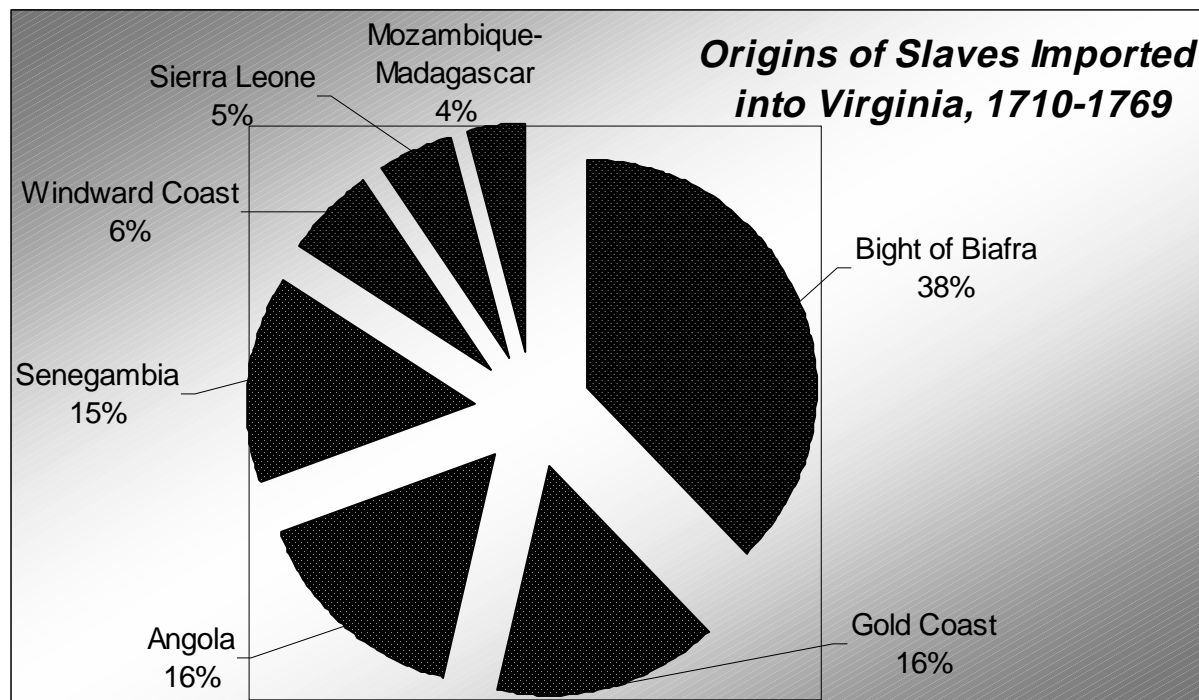 Origins of Slaves Imported
into Virginia, 1710-1769
Mozambique-
Madagascar
4%
Sierra Leone
5%
Windward Coast
6%
Bight of Biafra
38%
Senegambia
15%
Angola
16%
Gold Coast
16%